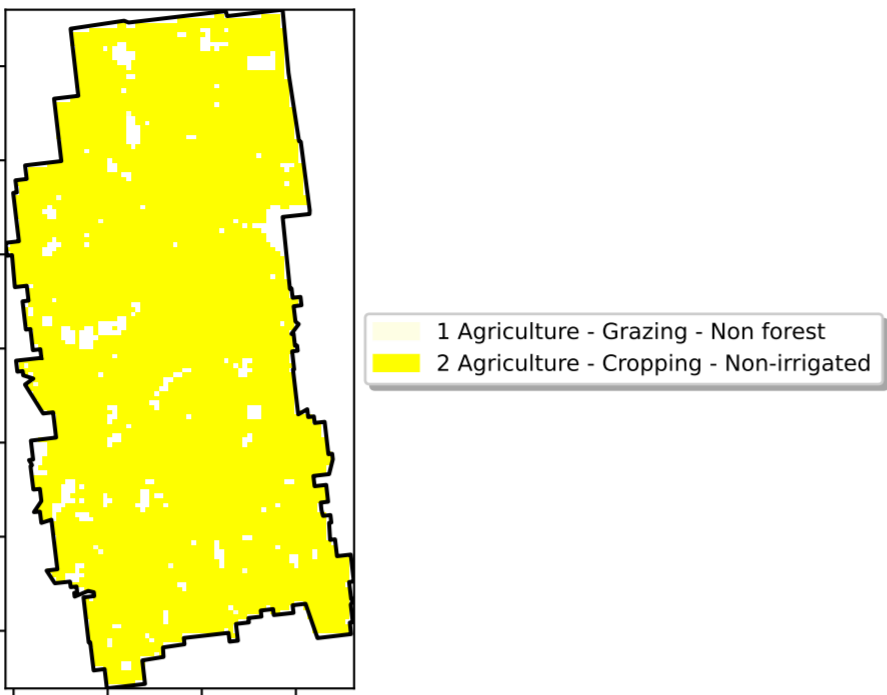 1 Agriculture - Grazing - Non forest
2 Agriculture - Cropping - Non-irrigated